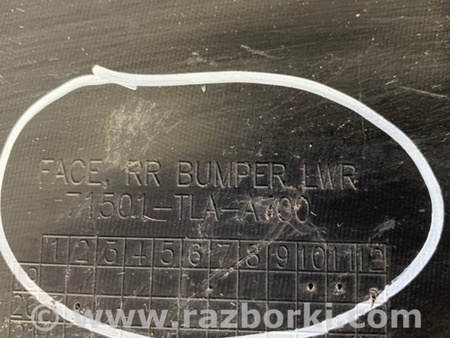 FACE, RR BUMPER LWR
71501-TLA-A000
1 2 3 4 5 6 7 8 9 10 11 12
www.razborki.com